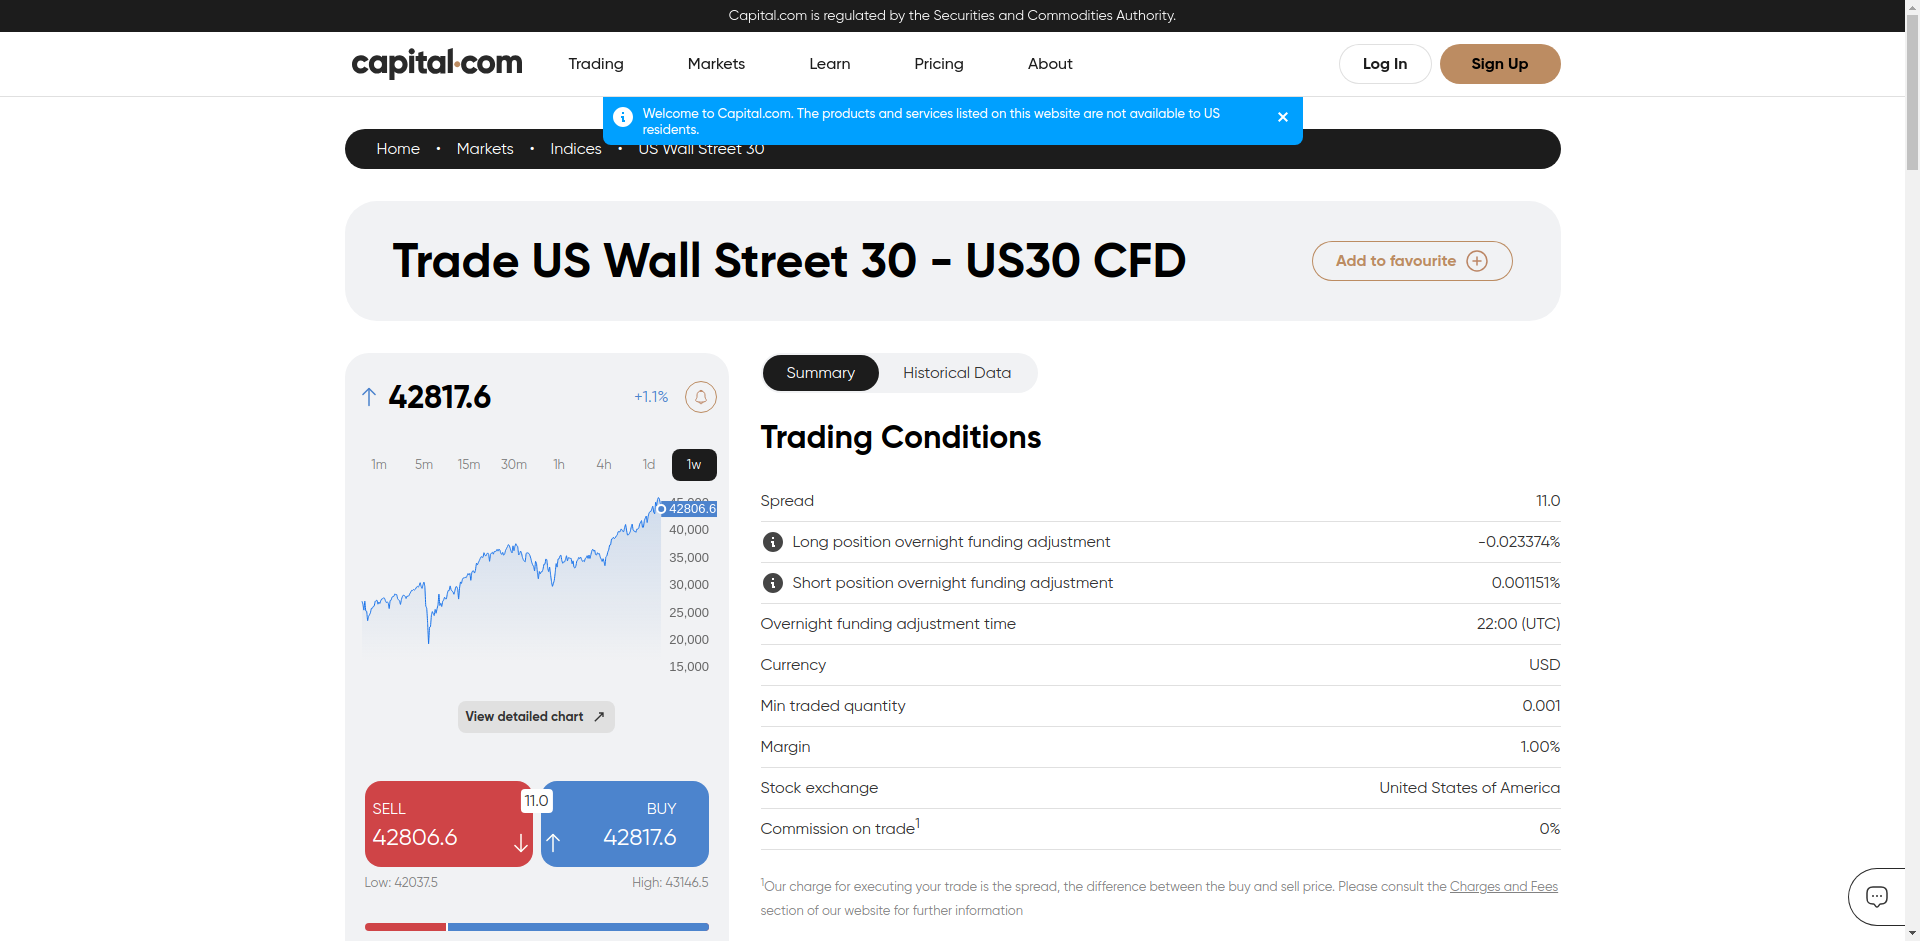 Capital.com is regulated by the Securities and Commodities Authority.
capital.com
Trading
Markets
Learn
Pricing
About
Log In
Sign Up
Welcome to Capital.com. The products and services listed on this website are not available to US
residents.
Home • Markets • Indices • US Wall Street 30
Trade US Wall Street 30 - US30 CFD
Add to favourite
42817.6
+1.1%
1m 5m 15m 30m 1h 4h 1d 1w
45,000
42806.6
40,000
35,000
30,000
25,000
20,000
15,000
View detailed chart
SELL
42806.6
11.0
BUY
42817.6
Low: 42037.5
High: 43146.5
Summary
Historical Data
Trading Conditions
Spread 11.0
Long position overnight funding adjustment -0.023374%
Short position overnight funding adjustment 0.001151%
Overnight funding adjustment time 22:00 (UTC)
Currency USD
Min traded quantity 0.001
Margin 1.00%
Stock exchange United States of America
Commission on trade1 0%
1Our charge for executing your trade is the spread, the difference between the buy and sell price. Please consult the Charges and Fees
section of our website for further information